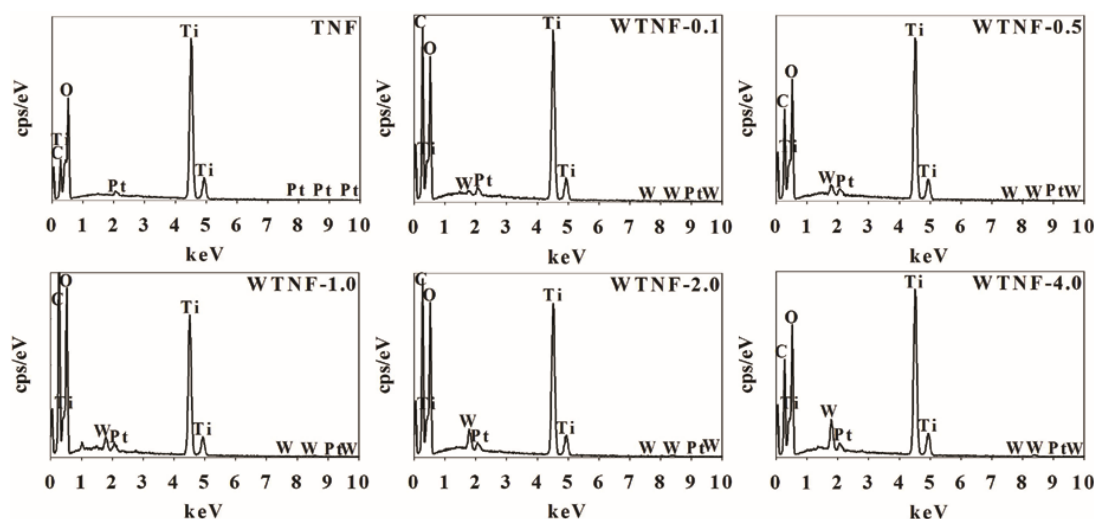 TNF
Ti
O
Ti
C
Pt
Ti
Pt Pt Pt
cps/eV
0 1 2 3 4 5 6 7 8 9 10
keV
WTNF-0.1
C
Ti
O
Ti
W Pt
Ti
W W PtW
cps/eV
0 1 2 3 4 5 6 7 8 9 10
keV
WTNF-0.5
Ti
O
C
Ti
W Pt
Ti
W W PtW
cps/eV
0 1 2 3 4 5 6 7 8 9 10
keV
WTNF-1.0
O
C
Ti
Ti
W Pt
Ti
W W PtW
cps/eV
0 1 2 3 4 5 6 7 8 9 10
keV
WTNF-2.0
C
O
Ti
Ti
W
Pt
Ti
W W PtW
cps/eV
0 1 2 3 4 5 6 7 8 9 10
keV
WTNF-4.0
Ti
O
C
Ti
W
Pt
Ti
W W PtW
cps/eV
0 1 2 3 4 5 6 7 8 9 10
keV